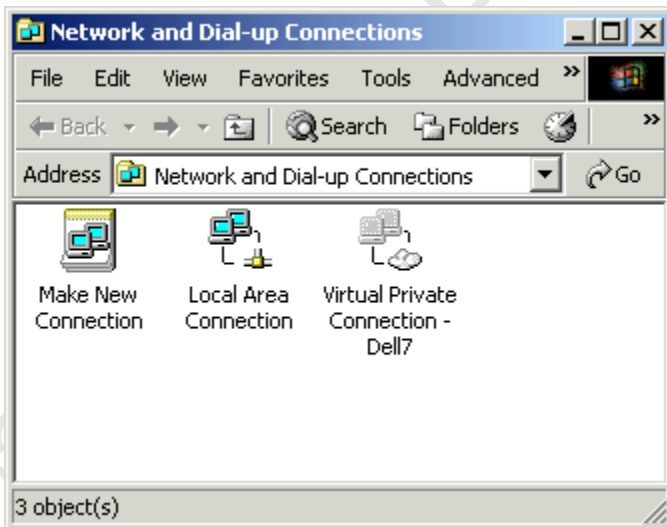 Network and Dial-up Connections
File Edit View Favorites Tools Advanced »
Back Search Folders »
Address Network and Dial-up Connections Go
Make New Connection
Local Area Connection
Virtual Private Connection - Dell7
3 object(s)